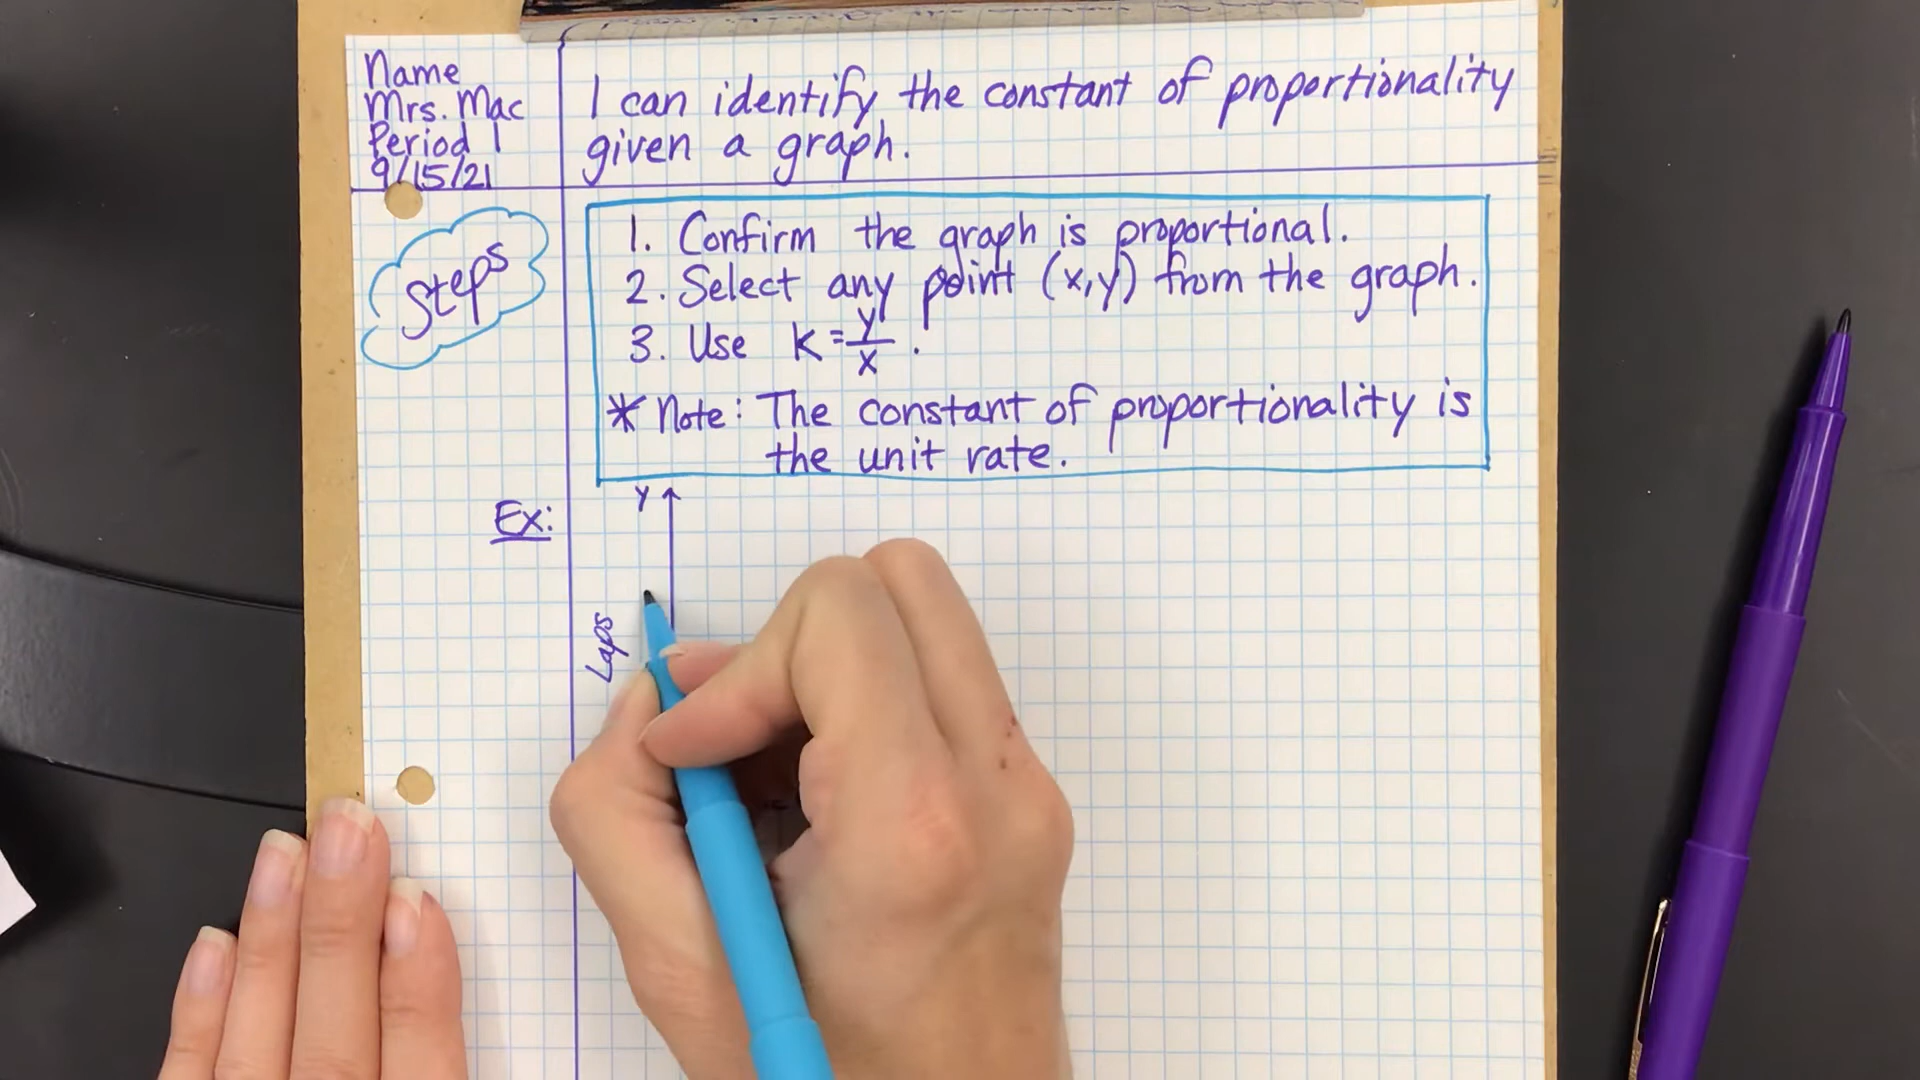 Name
Mrs. Mac
Period 1
9/15/21
I can identify the constant of proportionality
given a graph.
Steps
1. Confirm the graph is proportional.
2. Select any point (x,y) from the graph.
3. Use k = y/x.
* Note: The constant of proportionality is
the unit rate.
Ex:
Y
Laps